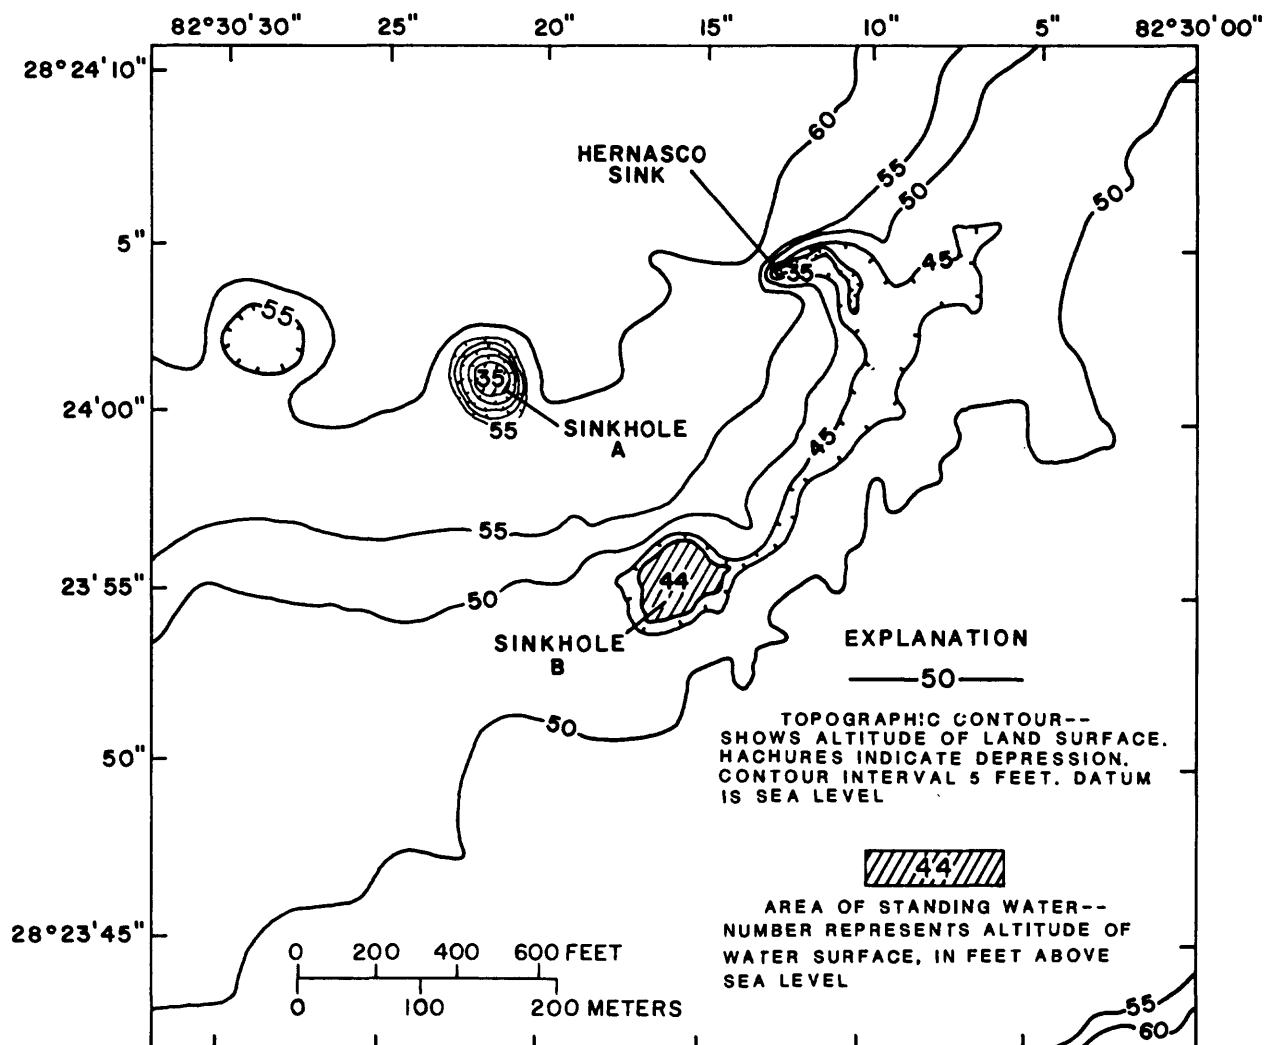 82°30'30" 25" 20" 15" 10" 5" 82°30'00"
28°24'10"
60
HERNASCO
SINK
55
50
50
5"
45
35
55
35
24'00"
55
SINKHOLE
A
45
55
23'55"
44
50
SINKHOLE
B
EXPLANATION
50
50
TOPOGRAPHIC CONTOUR--
SHOWS ALTITUDE OF LAND SURFACE.
HACHURES INDICATE DEPRESSION.
CONTOUR INTERVAL 5 FEET. DATUM
IS SEA LEVEL
50"
44
AREA OF STANDING WATER--
NUMBER REPRESENTS ALTITUDE OF
WATER SURFACE, IN FEET ABOVE
SEA LEVEL
28°23'45"
0 200 400 600 FEET
0 100 200 METERS
55
60